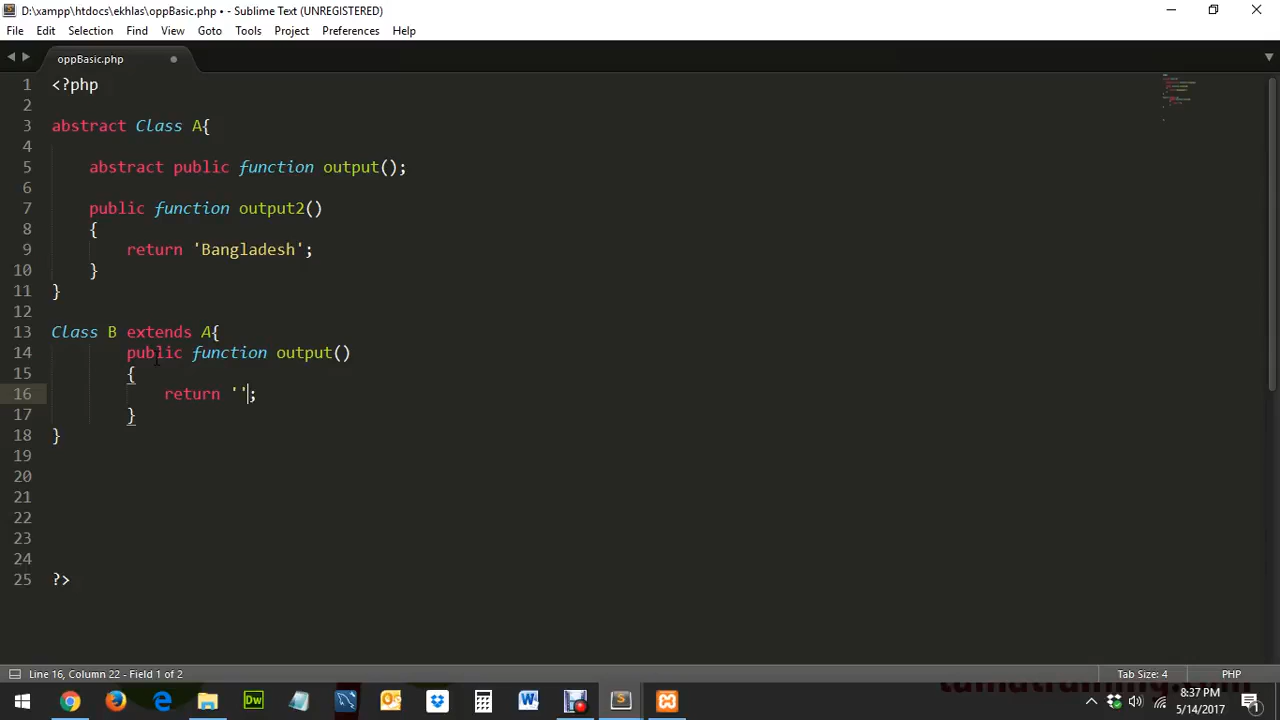 D:\xampp\htdocs\ekhlas\oppBasic.php • - Sublime Text (UNREGISTERED)
File Edit Selection Find View Goto Tools Project Preferences Help
oppBasic.php
1 <?php
2
3 abstract Class A{
4
5 abstract public function output();
6
7 public function output2()
8 {
9 return 'Bangladesh';
10 }
11 }
12
13 Class B extends A{
14 public function output()
15 {
16 return '';
17 }
18 }
19
20
21
22
23
24
25 ?>
Line 16, Column 22 - Field 1 of 2 Tab Size: 4 PHP
8:37 PM
5/14/2017